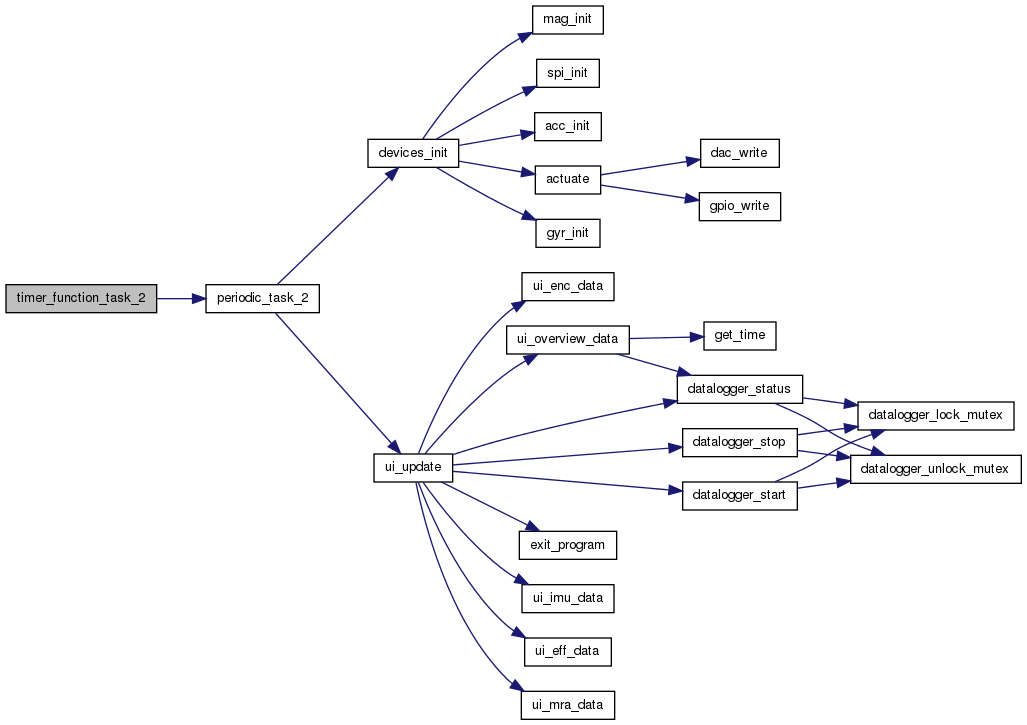 mag_init
spi_init
acc_init
devices_init
dac_write
actuate
gpio_write
gyr_init
ui_enc_data
timer_function_task_2
periodic_task_2
ui_overview_data
get_time
datalogger_status
datalogger_lock_mutex
datalogger_stop
ui_update
datalogger_unlock_mutex
datalogger_start
exit_program
ui_imu_data
ui_eff_data
ui_mra_data